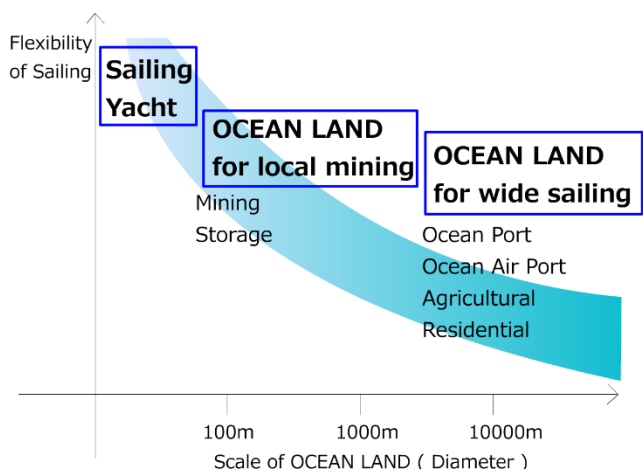 Flexibility
of Sailing
Sailing
Yacht
OCEAN LAND
for local mining
Mining
Storage
OCEAN LAND
for wide sailing
Ocean Port
Ocean Air Port
Agricultural
Residential
100m
1000m
10000m
Scale of OCEAN LAND ( Diameter )